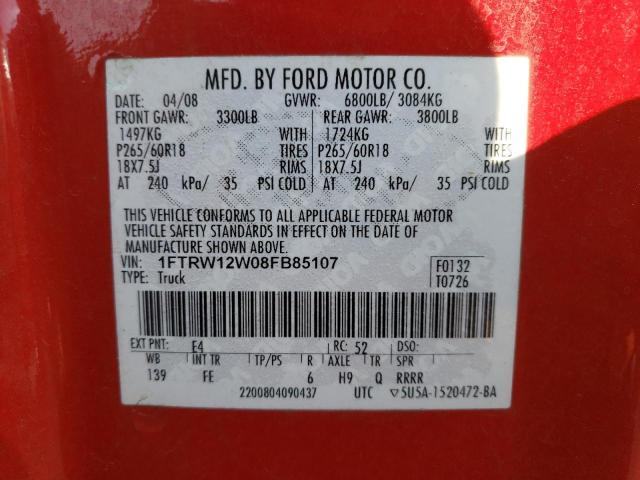 MFD. BY FORD MOTOR CO.
DATE: 04/08 GVWR: 6800LB/ 3084KG
FRONT GAWR: 3300LB REAR GAWR: 3800LB
1497KG WITH 1724KG WITH
P265/60R18 TIRES P265/60R18 TIRES
18X7.5J RIMS 18X7.5J RIMS
AT 240 kPa/ 35 PSI COLD AT 240 kPa/ 35 PSI COLD
THIS VEHICLE CONFORMS TO ALL APPLICABLE FEDERAL MOTOR
VEHICLE SAFETY STANDARDS IN EFFECT ON THE DATE OF MANUFACTURE
VIN: 1FTRW12W08FB85107 F0132
TYPE: Truck T0726
EXT PNT: E4 RC: 52 DSO:
WB INT TR TP/PS R AXLE TR SPR
139 FE 6 H9 Q RRRR
2200804090437 UTC ▽5U5A-1520472-BA